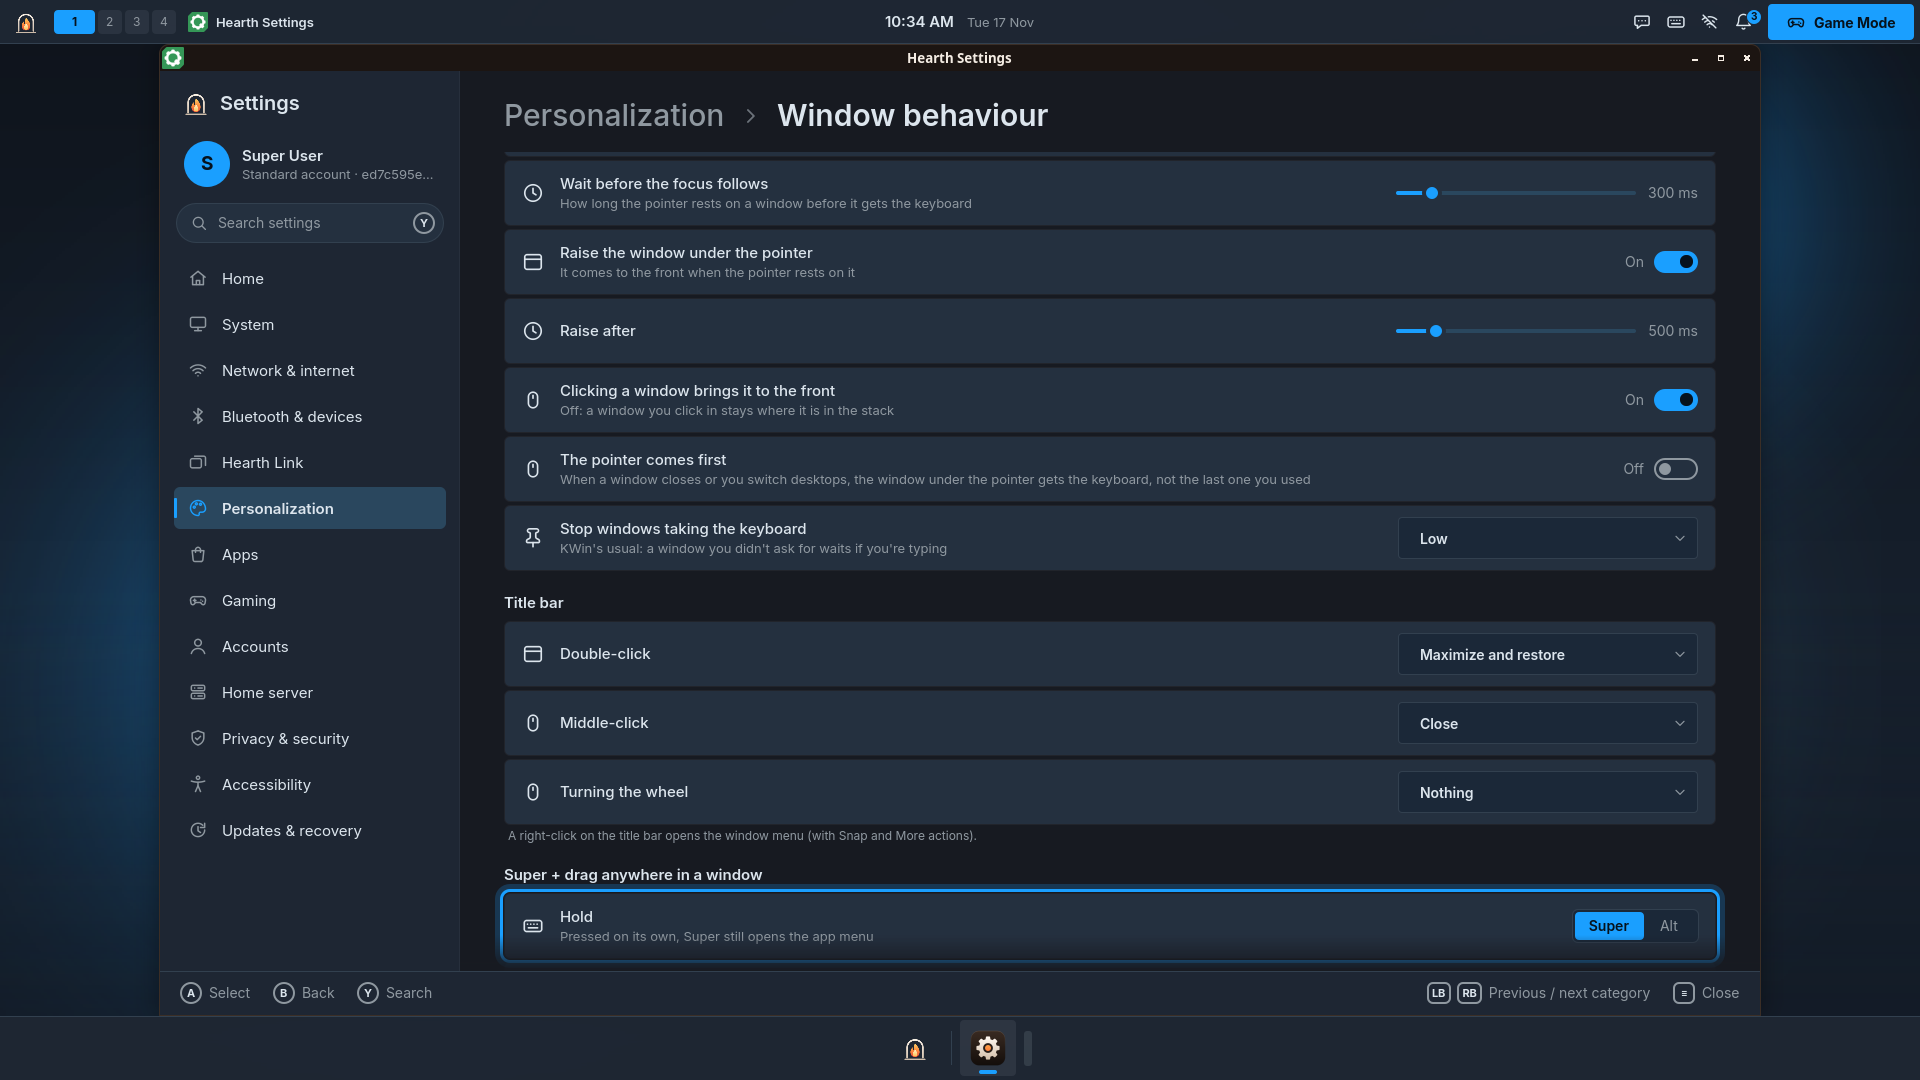 1 2 3 4 Hearth Settings
10:34 AM Tue 17 Nov
3 Game Mode
Hearth Settings
Settings
S
Super User
Standard account · ed7c595e...
Search settings Y
Home
System
Network & internet
Bluetooth & devices
Hearth Link
Personalization
Apps
Gaming
Accounts
Home server
Privacy & security
Accessibility
Updates & recovery
Personalization > Window behaviour
Wait before the focus follows
How long the pointer rests on a window before it gets the keyboard
300 ms
Raise the window under the pointer
It comes to the front when the pointer rests on it
On
Raise after
500 ms
Clicking a window brings it to the front
Off: a window you click in stays where it is in the stack
On
The pointer comes first
When a window closes or you switch desktops, the window under the pointer gets the keyboard, not the last one you used
Off
Stop windows taking the keyboard
KWin's usual: a window you didn't ask for waits if you're typing
Low
Title bar
Double-click
Maximize and restore
Middle-click
Close
Turning the wheel
Nothing
A right-click on the title bar opens the window menu (with Snap and More actions).
Super + drag anywhere in a window
Hold
Pressed on its own, Super still opens the app menu
Super Alt
A Select B Back Y Search
LB RB Previous / next category Close